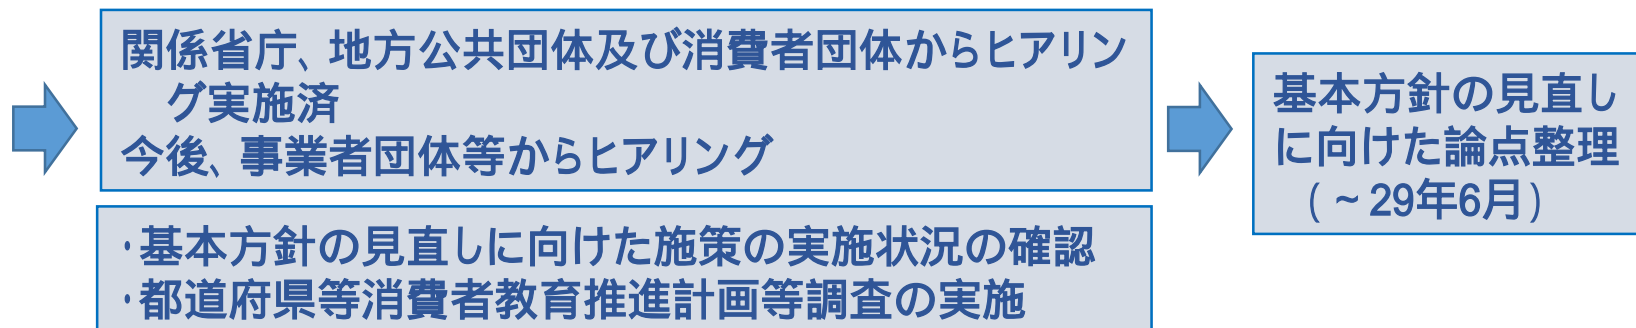 関係省庁、地方公共団体及び消費者団体からヒアリン
グ実施済
今後、事業者団体等からヒアリング
・基本方針の見直しに向けた施策の実施状況の確認
・都道府県等消費者教育推進計画等調査の実施
基本方針の見直し
に向けた論点整理
(~29年6月)